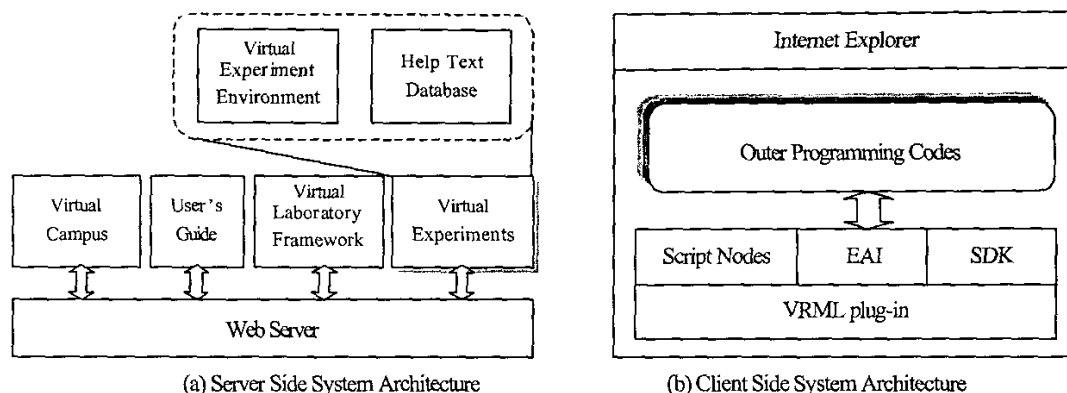 Virtual
Experiment
Environment
Help Text
Database
Virtual
Campus
User's
Guide
Virtual
Laboratory
Framework
Virtual
Experiments
Web Server
(a) Server Side System Architecture
Internet Explorer
Outer Programming Codes
Script Nodes
EAI
SDK
VRML plug-in
(b) Client Side System Architecture